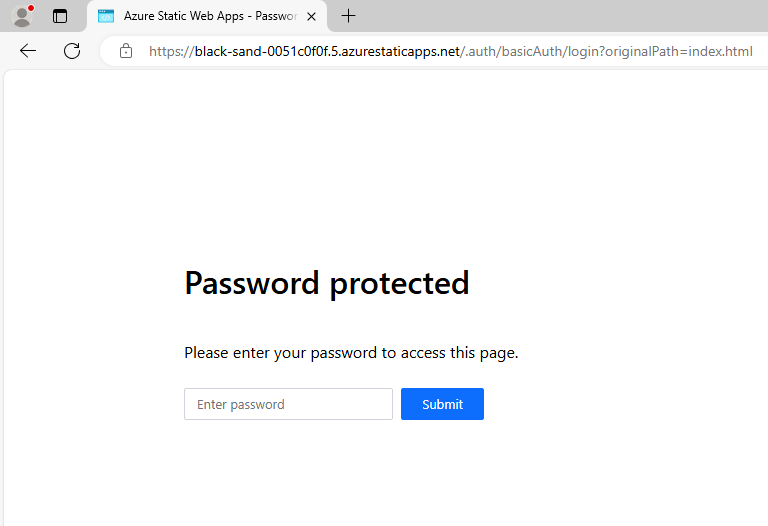 Azure Static Web Apps - Passwor
https://black-sand-0051c0f0f.5.azurestaticapps.net/.auth/basicAuth/login?originalPath=index.html
Password protected
Please enter your password to access this page.
Enter password Submit